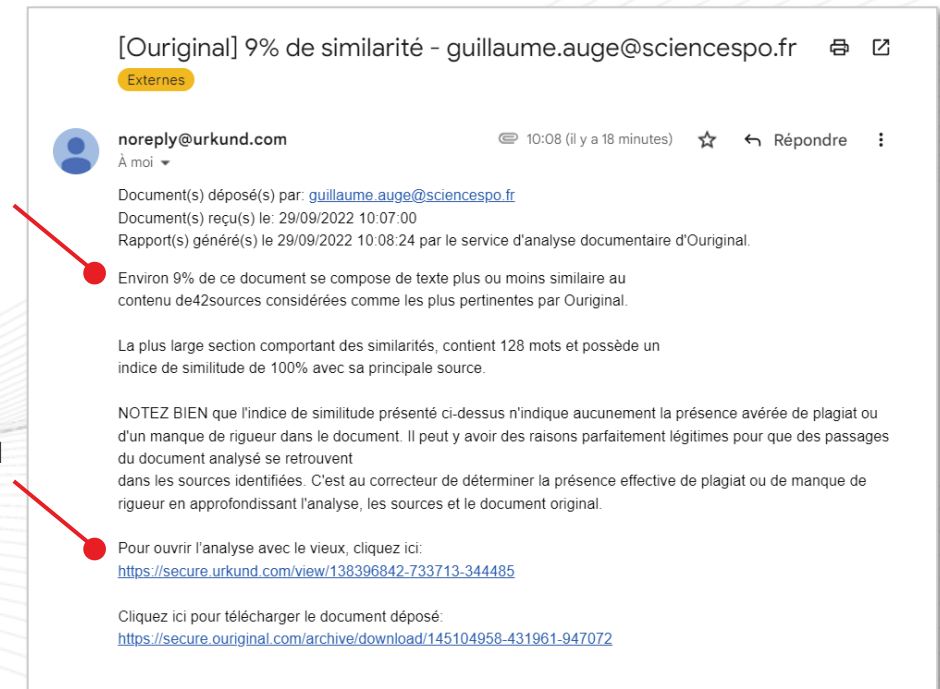 [Ouriginal] 9% de similarité - guillaume.auge@sciencespo.fr
Externes
noreply@urkund.com
10:08 (il y a 18 minutes)
Répondre
À moi
Document(s) déposé(s) par: guillaume.auge@sciencespo.fr
Document(s) reçu(s) le: 29/09/2022 10:07:00
Rapport(s) généré(s) le 29/09/2022 10:08:24 par le service d'analyse documentaire d'Ouriginal.
Environ 9% de ce document se compose de texte plus ou moins similaire au
contenu de42sources considérées comme les plus pertinentes par Ouriginal.
La plus large section comportant des similarités, contient 128 mots et possède un
indice de similitude de 100% avec sa principale source.
NOTEZ BIEN que l'indice de similitude présenté ci-dessus n'indique aucunement la présence avérée de plagiat ou
d'un manque de rigueur dans le document. Il peut y avoir des raisons parfaitement légitimes pour que des passages
du document analysé se retrouvent
dans les sources identifiées. C'est au correcteur de déterminer la présence effective de plagiat ou de manque de
rigueur en approfondissant l'analyse, les sources et le document original.
Pour ouvrir l'analyse avec le vieux, cliquez ici:
https://secure.urkund.com/view/138396842-733713-344485
Cliquez ici pour télécharger le document déposé:
https://secure.ouriginal.com/archive/download/145104958-431961-947072